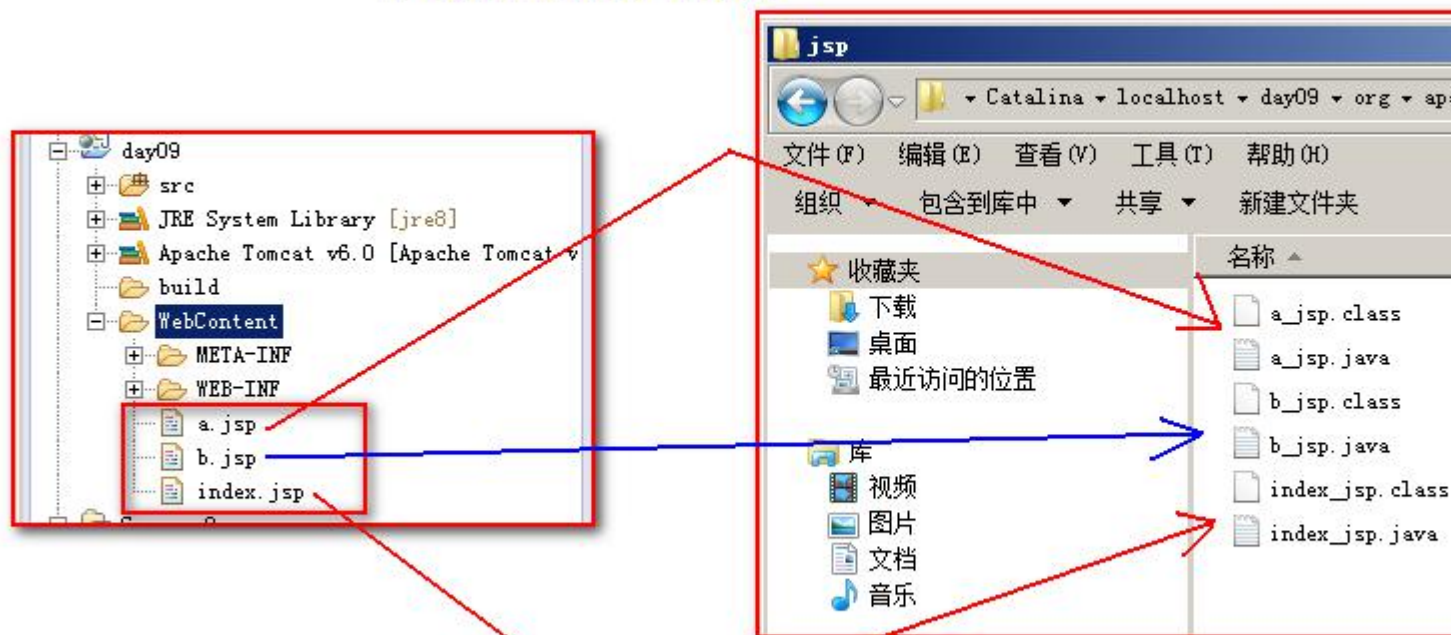 day09
src
JRE System Library [jre8]
Apache Tomcat v6.0 [Apache Tomcat v
build
WebContent
META-INF
WEB-INF
a.jsp
b.jsp
index.jsp
jsp
Catalina localhost day09 org
文件(F) 编辑(E) 查看(V) 工具(T) 帮助(H)
组织 包含到库中 共享 新建文件夹
收藏夹
下载
桌面
最近访问的位置
库
视频
图片
文档
音乐
名称
a_jsp.class
a_jsp.java
b_jsp.class
b_jsp.java
index_jsp.class
index_jsp.java